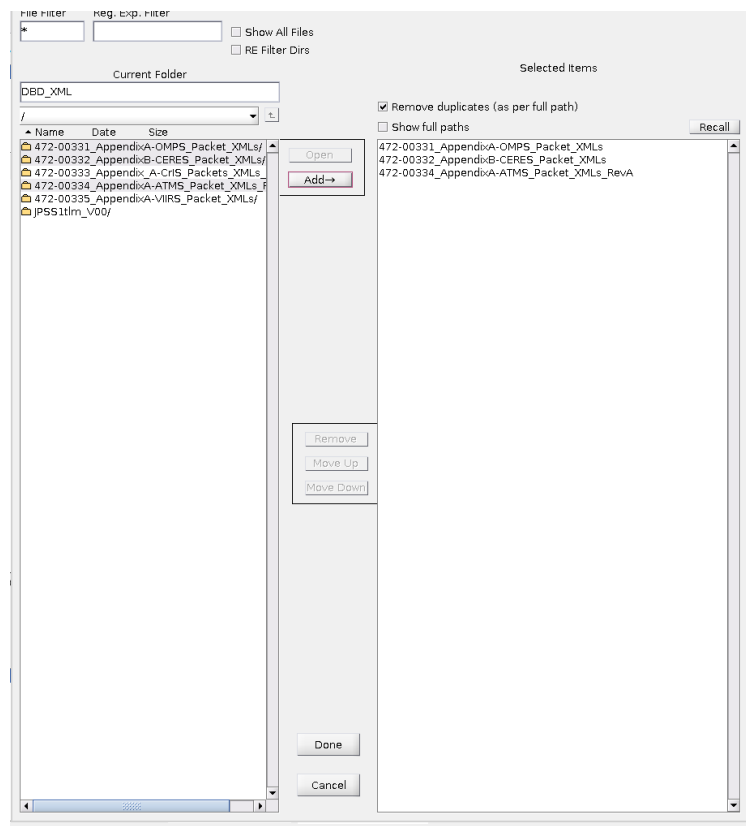 File Filter
Reg. Exp. Filter
*
Show All Files
RE Filter Dirs
Current Folder
DBD_XML
/
Name Date Size
472-00331_AppendixA-OMPS_Packet_XMLs/
472-00332_AppendixB-CERES_Packet_XMLs/
472-00333_Appendix_A-CrIS_Packets_XMLs_
472-00334_AppendixA-ATMS_Packet_XMLs_R
472-00335_AppendixA-VIIRS_Packet_XMLs/
JPSS1tlm_V00/
Open
Add→
Remove
Move Up
Move Down
Done
Cancel
Selected Items
Remove duplicates (as per full path)
Show full paths
Recall
472-00331_AppendixA-OMPS_Packet_XMLs
472-00332_AppendixB-CERES_Packet_XMLs
472-00334_AppendixA-ATMS_Packet_XMLs_RevA